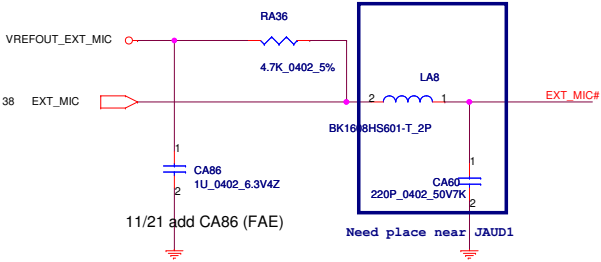 RA36
VREFOUT_EXT_MIC
4.7K_0402_5%
LA8
38 EXT_MIC
2 1
EXT_MIC#
BK1608HS601-T_2P
1
CA86
1U_0402_6.3V4Z
2
1
CA60
220P_0402_50V7K
2
11/21 add CA86 (FAE)
Need place near JAUD1